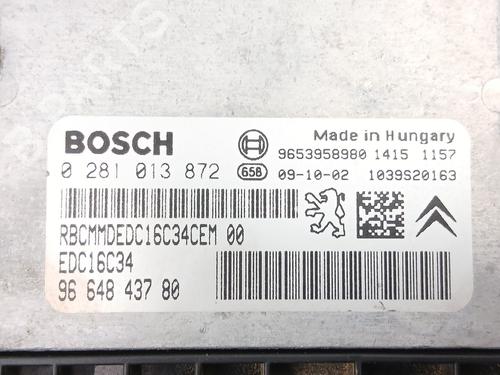 BOSCH
Made in Hungary
9653958980 1415 1157
0 281 013 872
658 09-10-02 1039S20163
RBCMMDEDC16C34CEM 00
EDC16C34
96 648 437 80